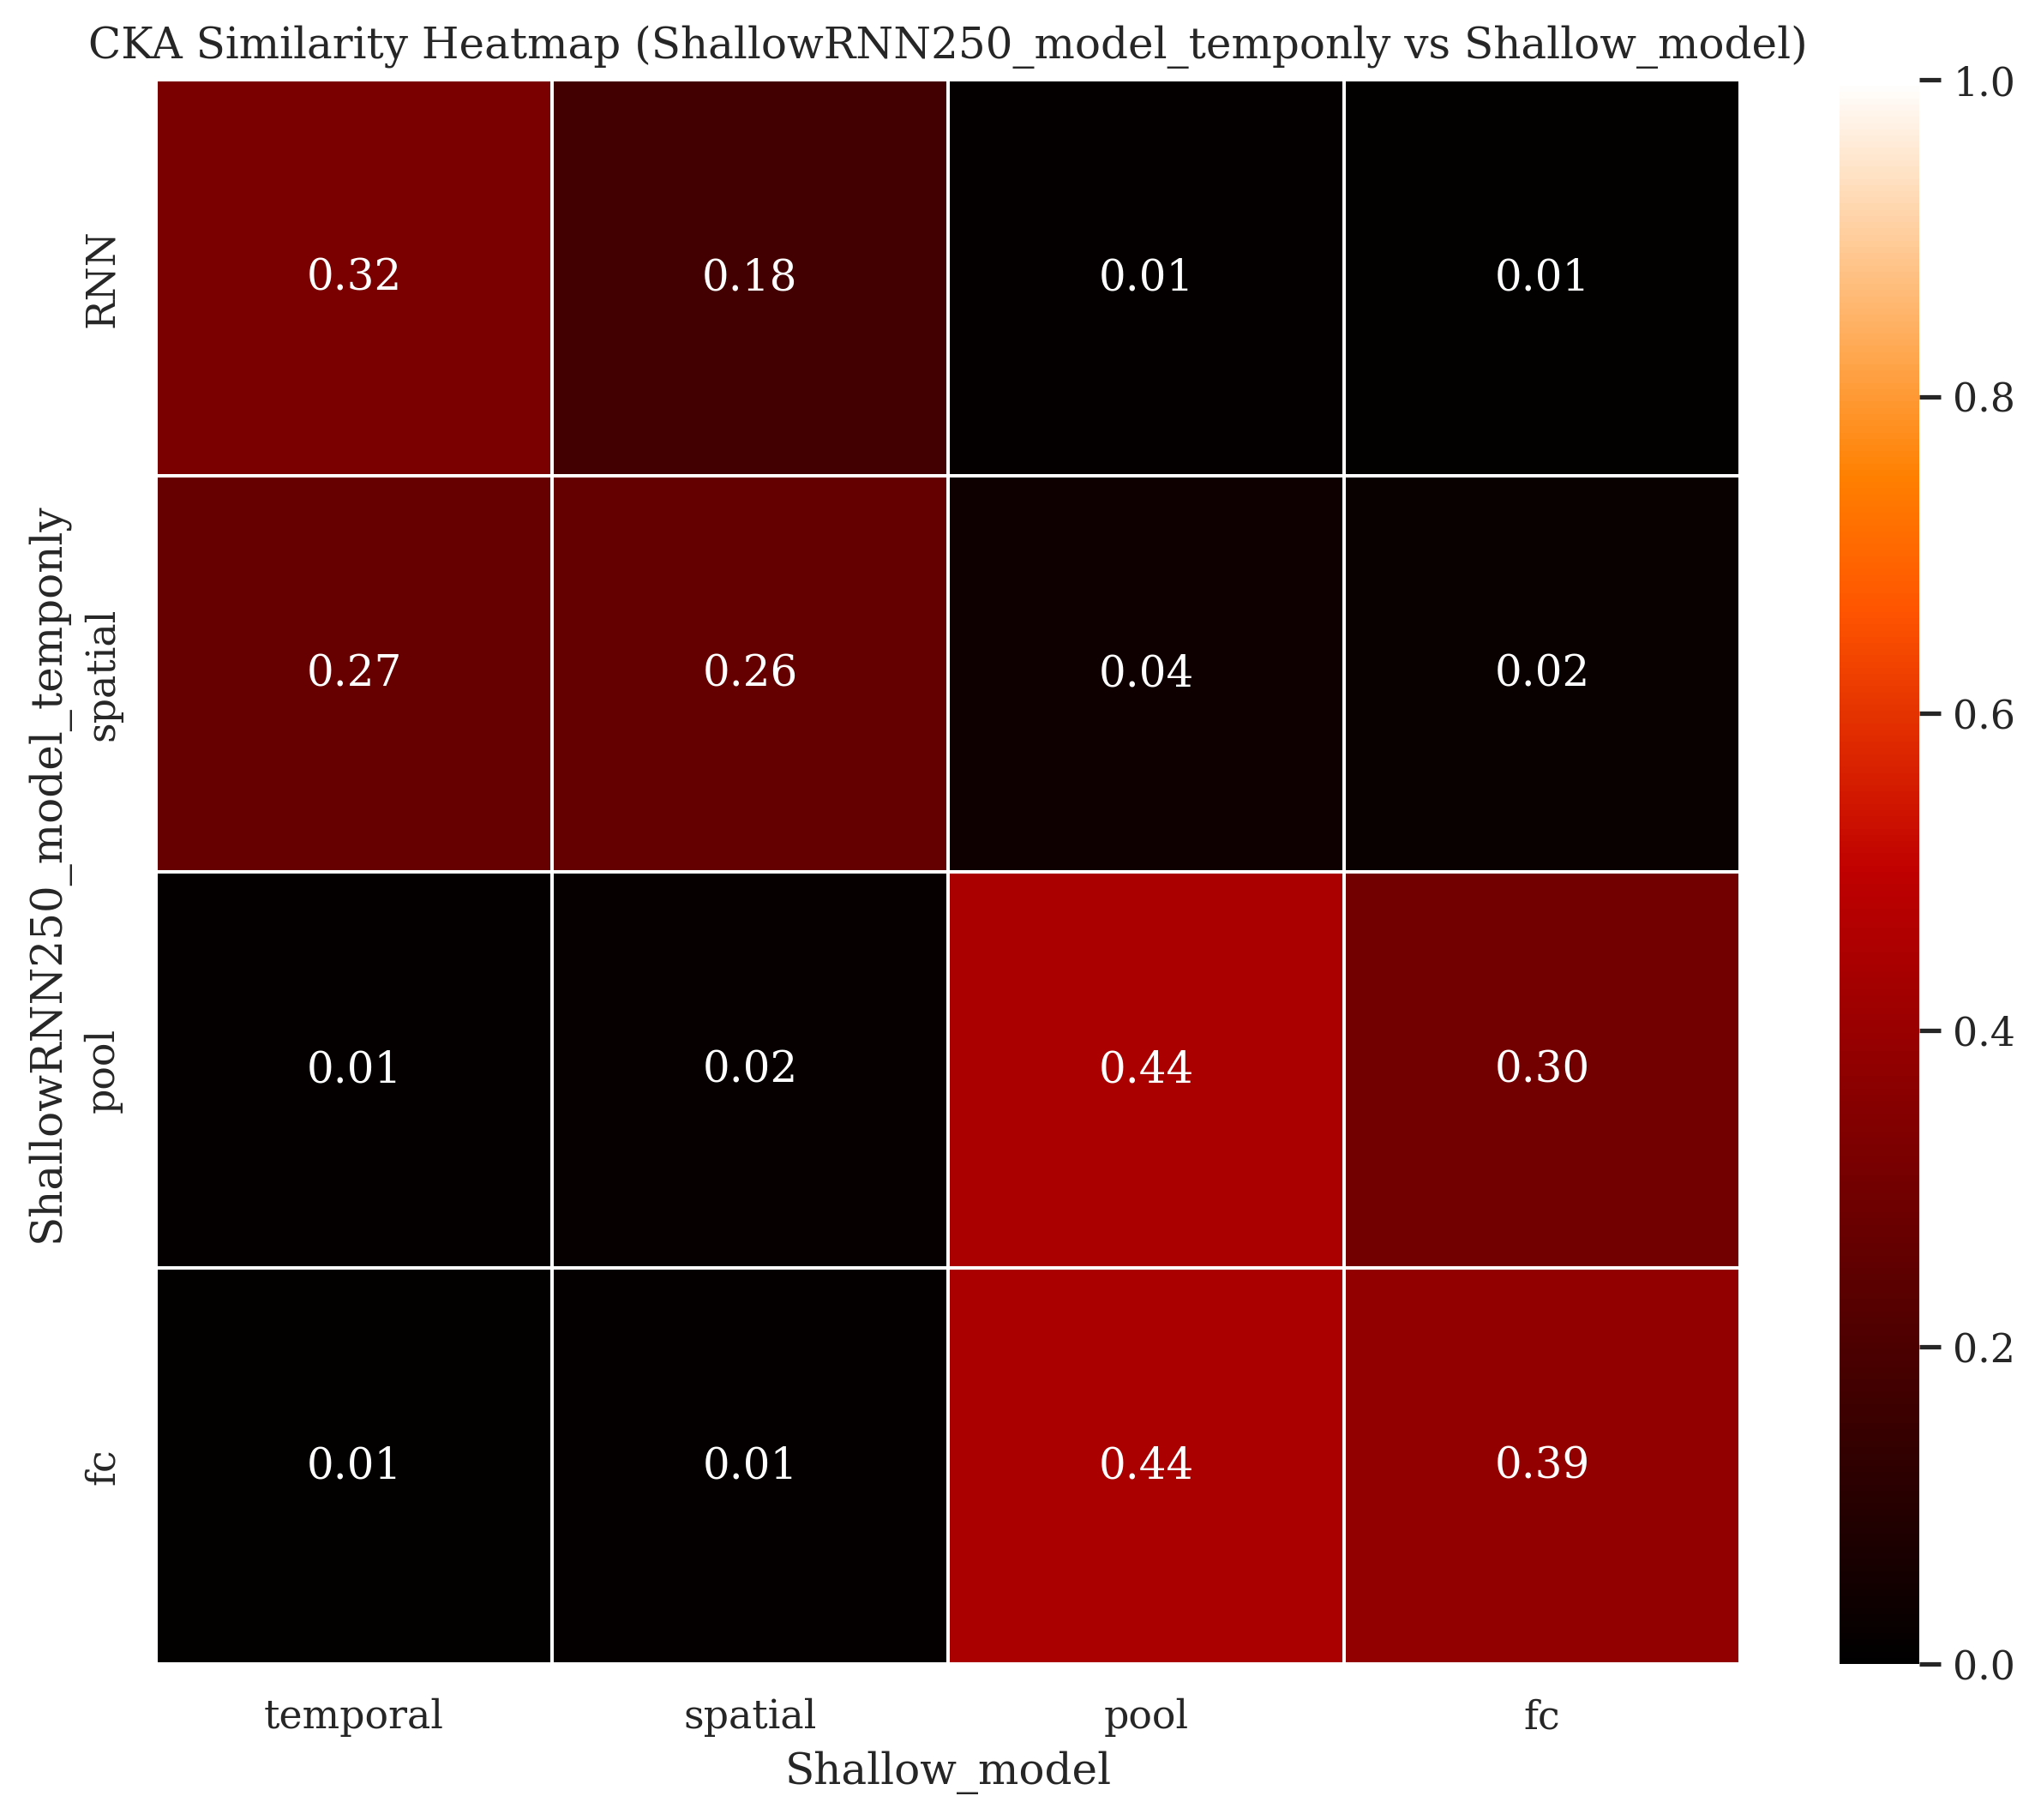 CKA Similarity Heatmap (ShallowRNN250_model_temponly vs Shallow_model)
ShallowRNN250_model_temponly
RNN
0.32 0.18 0.01 0.01
spatial
0.27 0.26 0.04 0.02
pool
0.01 0.02 0.44 0.30
fc
0.01 0.01 0.44 0.39
temporal spatial pool fc
Shallow_model
1.0
0.8
0.6
0.4
0.2
0.0